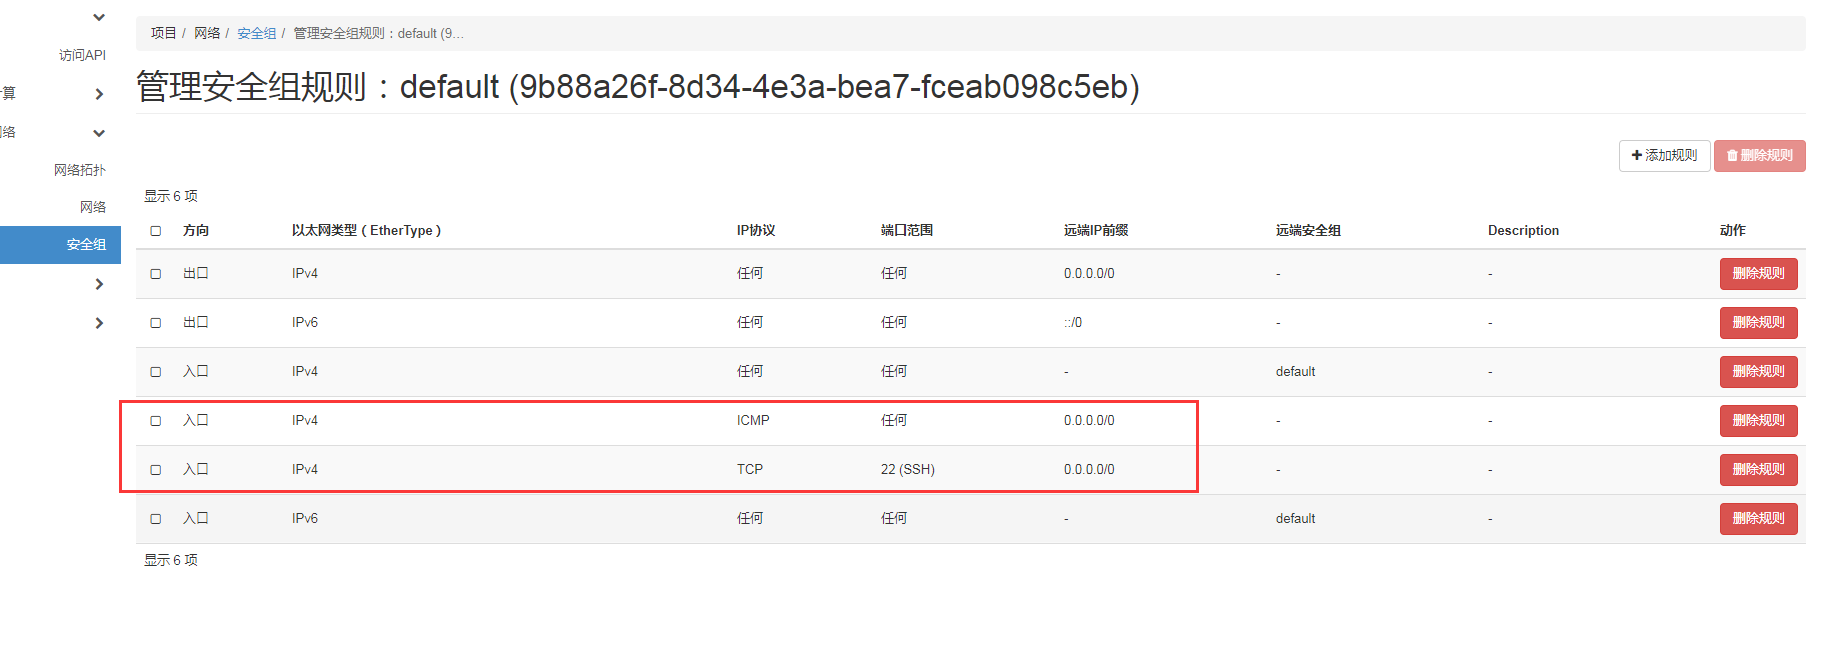 项目 / 网络 / 安全组 / 管理安全组规则：default (9...
访问API
管理安全组规则：default (9b88a26f-8d34-4e3a-bea7-fceab098c5eb)
算
络
网络拓扑
网络
安全组
添加规则 删除规则
显示 6 项
方向 以太网类型（EtherType） IP协议 端口范围 远端IP前缀 远端安全组 Description 动作
出口 IPv4 任何 任何 0.0.0.0/0 - - 删除规则
出口 IPv6 任何 任何 ::/0 - - 删除规则
入口 IPv4 任何 任何 - default - 删除规则
入口 IPv4 ICMP 任何 0.0.0.0/0 - - 删除规则
入口 IPv4 TCP 22 (SSH) 0.0.0.0/0 - - 删除规则
入口 IPv6 任何 任何 - default - 删除规则
显示 6 项